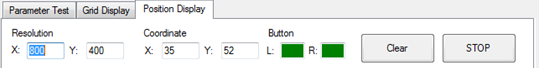 Parameter Test Grid Display Position Display
Resolution Coordinate Button
X: 800 Y: 400 X: 35 Y: 52 L: R: Clear STOP